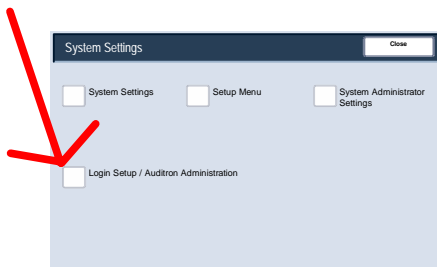 System Settings
Close
System Settings
Setup Menu
System Administrator
Settings
Login Setup / Auditron Administration